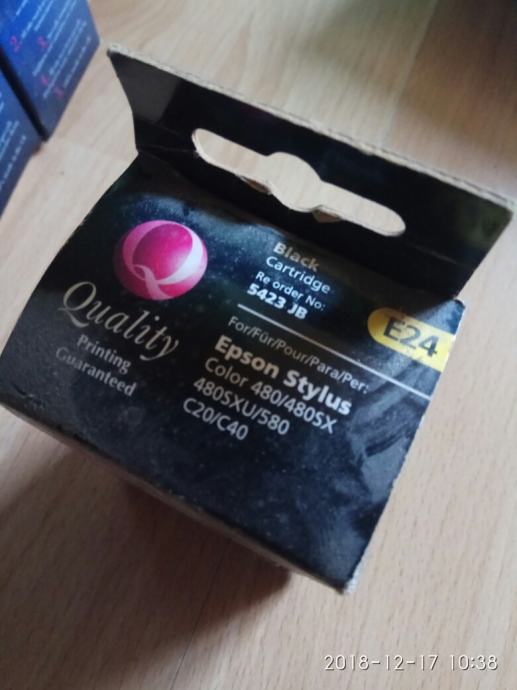 Black
Cartridge
Re order No:
5423 JB
E24
Quality
Printing
Guaranteed
For/Für/Pour/Para/Per:
Epson Stylus
Color 480/480SX
480SXU/580
C20/C40
2018-12-17 10:38